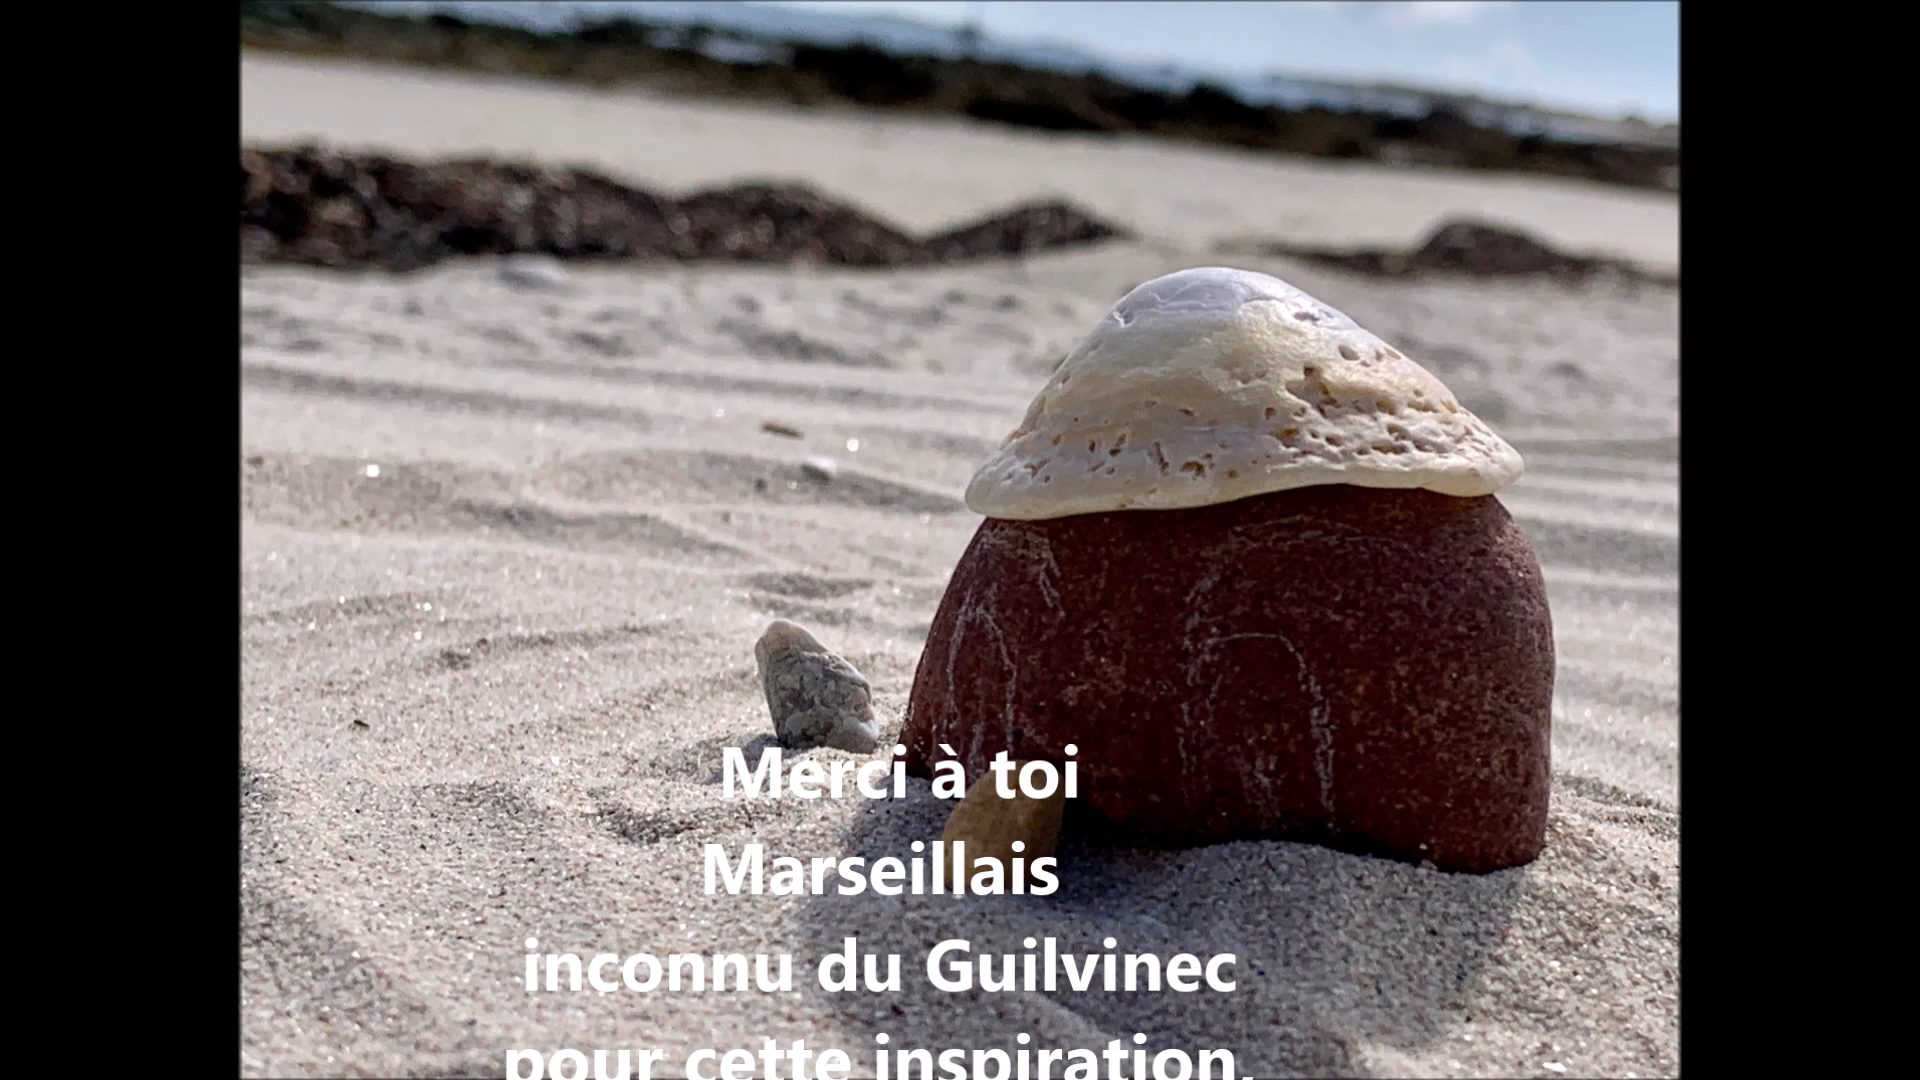 Merci à toi
Marseillais
inconnu du Guilvinec
pour cette inspiration,